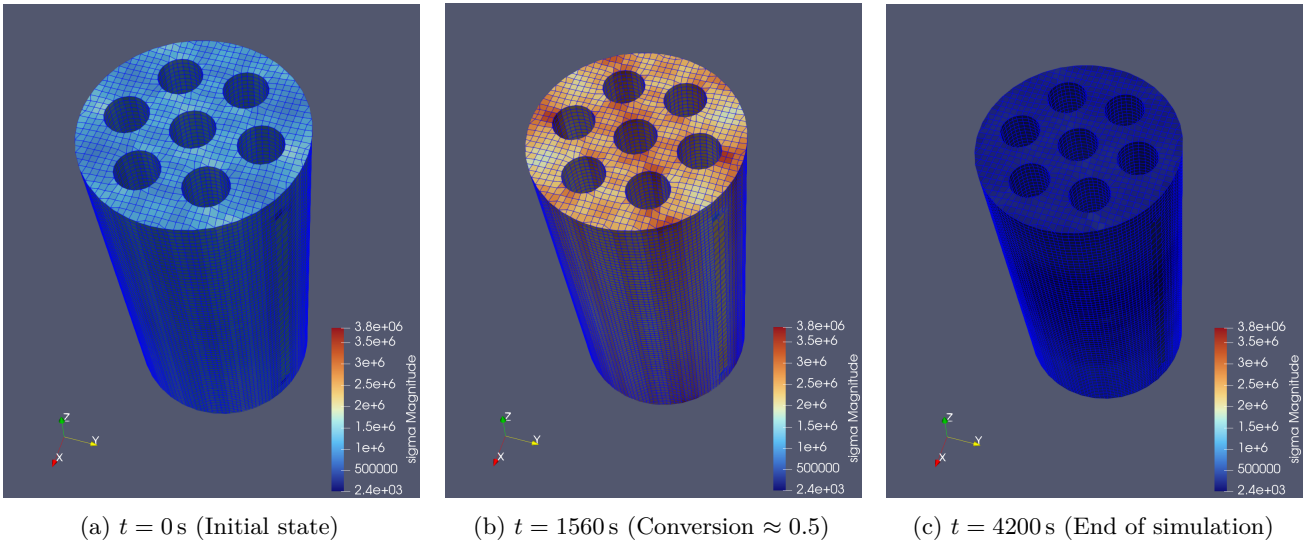 3.8e+06
3.5e+6
3e+6
2.5e+6
2e+6
1.5e+6
1e+6
500000
2.4e+03
sigma Magnitude
Z
Y
X
3.8e+06
3.5e+6
3e+6
2.5e+6
2e+6
1.5e+6
1e+6
500000
2.4e+03
sigma Magnitude
Z
Y
X
3.8e+06
3.5e+6
3e+6
2.5e+6
2e+6
1.5e+6
1e+6
500000
2.4e+03
sigma Magnitude
Z
Y
X
(a) t = 0 s (Initial state)
(b) t = 1560 s (Conversion ≈ 0.5)
(c) t = 4200 s (End of simulation)